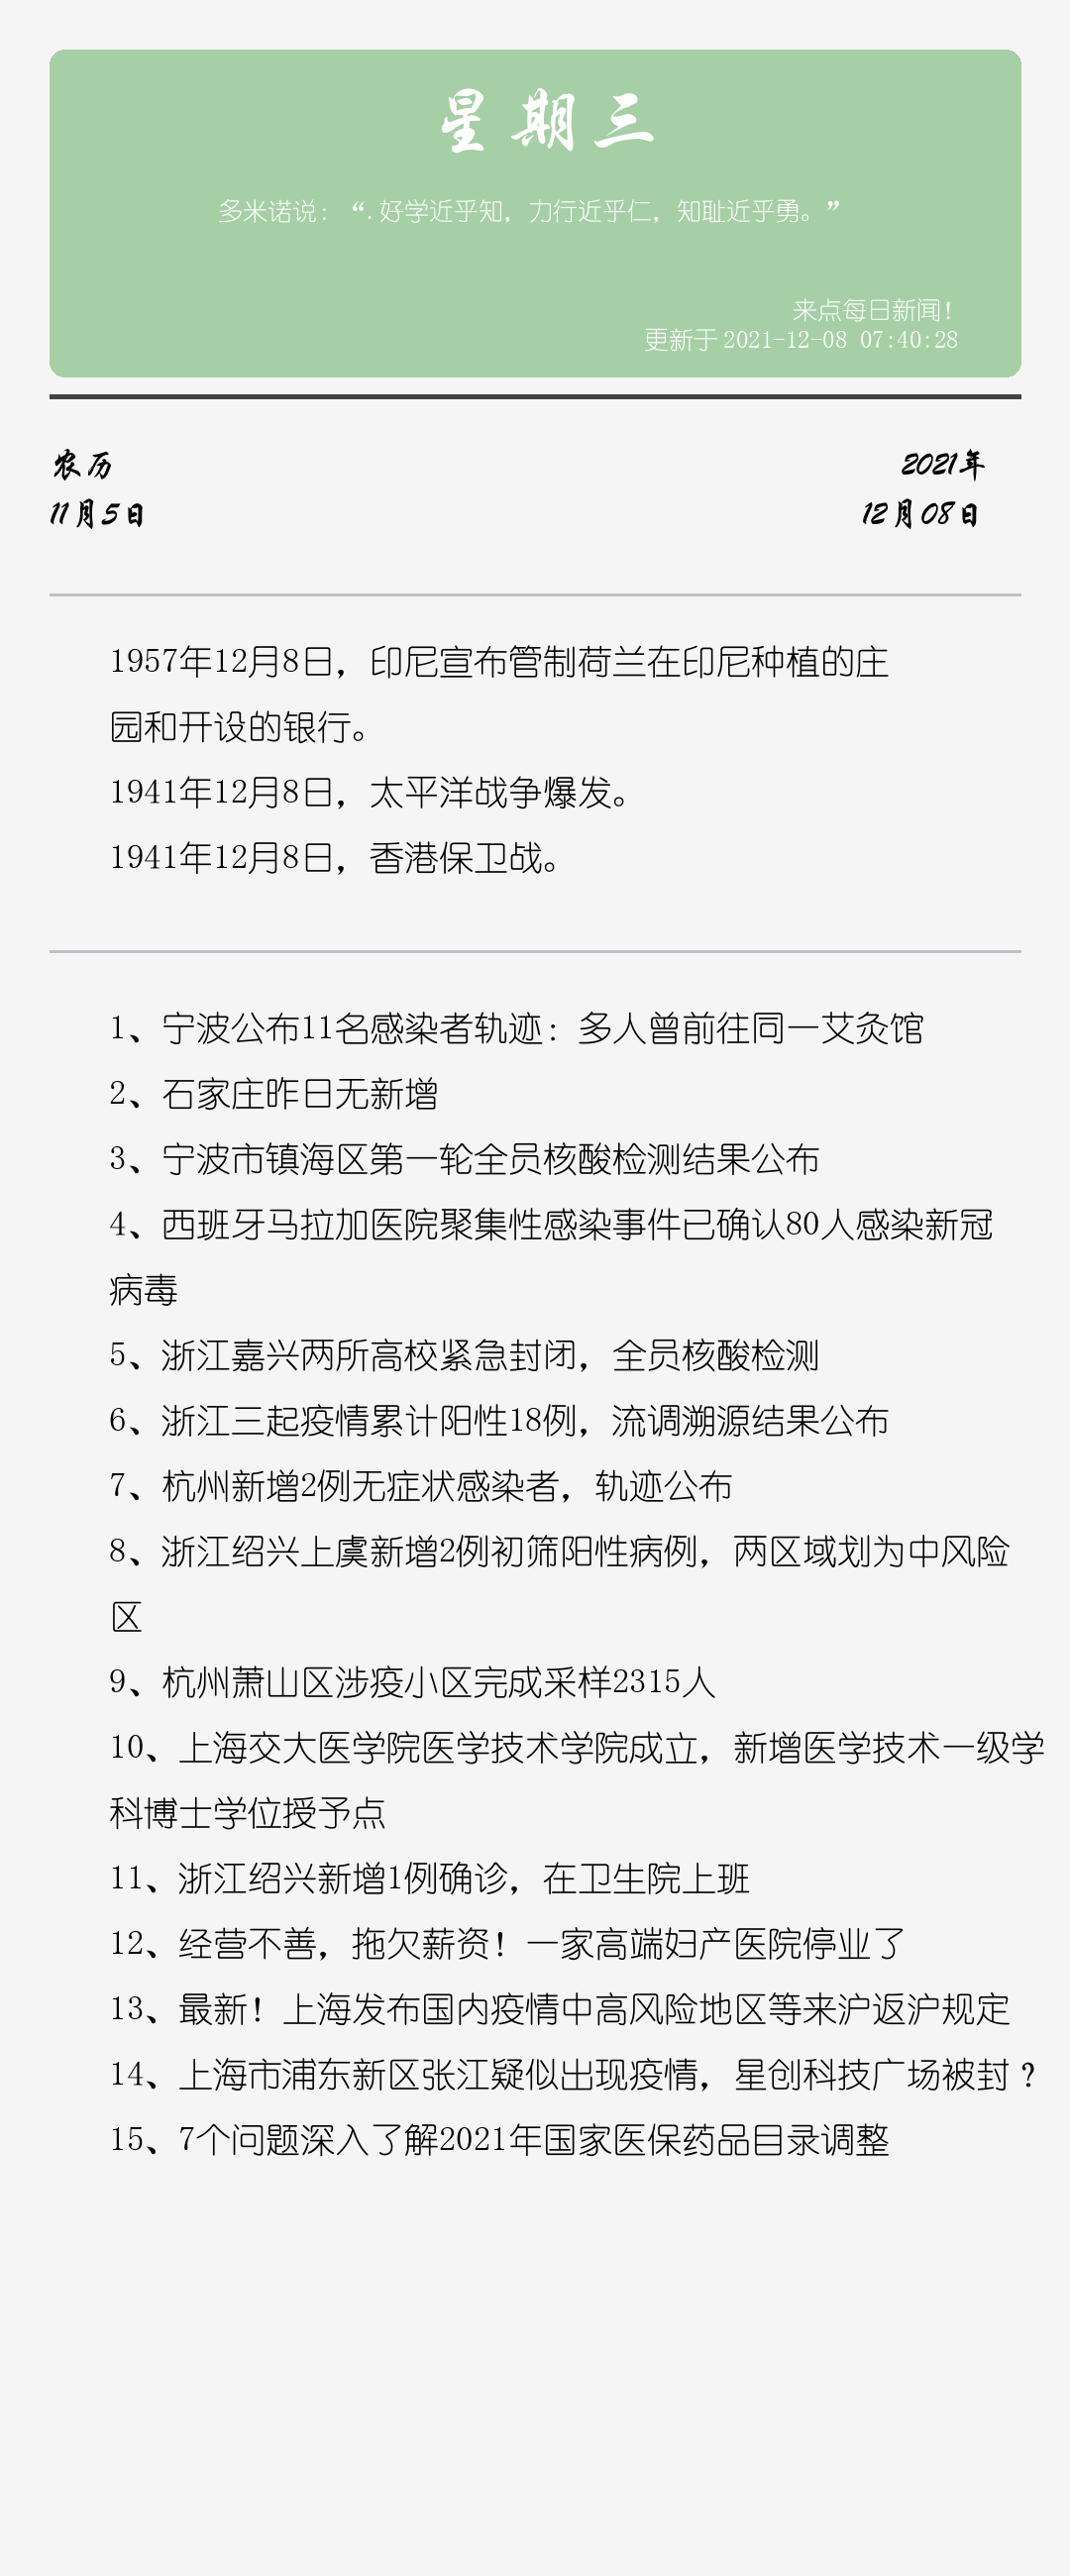 星期三
多米诺说：“.好学近乎知，力行近乎仁，知耻近乎勇。”
来点每日新闻！
更新于2021-12-08 07:40:28
农历
2021年
11月5日
12月08日
1957年12月8日，印尼宣布管制荷兰在印尼种植的庄
园和开设的银行。
1941年12月8日，太平洋战争爆发。
1941年12月8日，香港保卫战。
1、宁波公布11名感染者轨迹：多人曾前往同一艾灸馆
2、石家庄昨日无新增
3、宁波市镇海区第一轮全员核酸检测结果公布
4、西班牙马拉加医院聚集性感染事件已确认80人感染新冠
病毒
5、浙江嘉兴两所高校紧急封闭，全员核酸检测
6、浙江三起疫情累计阳性18例，流调溯源结果公布
7、杭州新增2例无症状感染者，轨迹公布
8、浙江绍兴上虞新增2例初筛阳性病例，两区域划为中风险
区
9、杭州萧山区涉疫小区完成采样2315人
10、上海交大医学院医学技术学院成立，新增医学技术一级学
科博士学位授予点
11、浙江绍兴新增1例确诊，在卫生院上班
12、经营不善，拖欠薪资！一家高端妇产医院停业了
13、最新！上海发布国内疫情中高风险地区等来沪返沪规定
14、上海市浦东新区张江疑似出现疫情，星创科技广场被封？
15、7个问题深入了解2021年国家医保药品目录调整